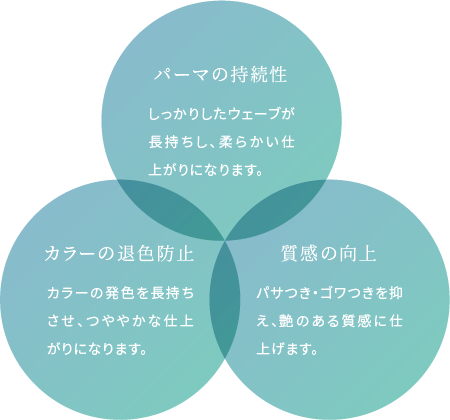 パーマの持続性
しっかりしたウェーブが
長持ちし、柔らかい仕
上がりになります。
カラーの退色防止
カラーの発色を長持ち
させ、つややかな仕上
がりになります。
質感の向上
パサつき・ゴワつきを抑
え、艶のある質感に仕
上げます。